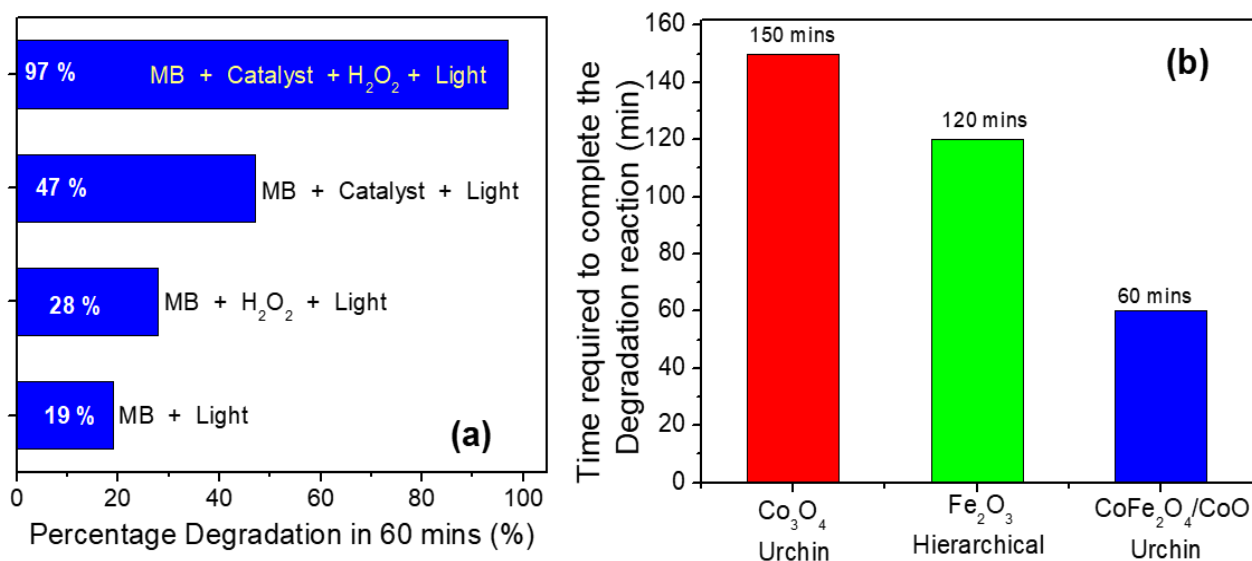 97 %
MB + Catalyst + H₂O₂ + Light
47 %
MB + Catalyst + Light
28 %
MB + H₂O₂ + Light
19 %
MB + Light
(a)
0 20 40 60 80 100
Percentage Degradation in 60 mins (%)
Time required to complete the
Degradation reaction (min)
160
140
120
100
80
60
40
20
0
150 mins
120 mins
60 mins
(b)
Co₃O₄
Urchin
Fe₂O₃
Hierarchical
CoFe₂O₄/CoO
Urchin